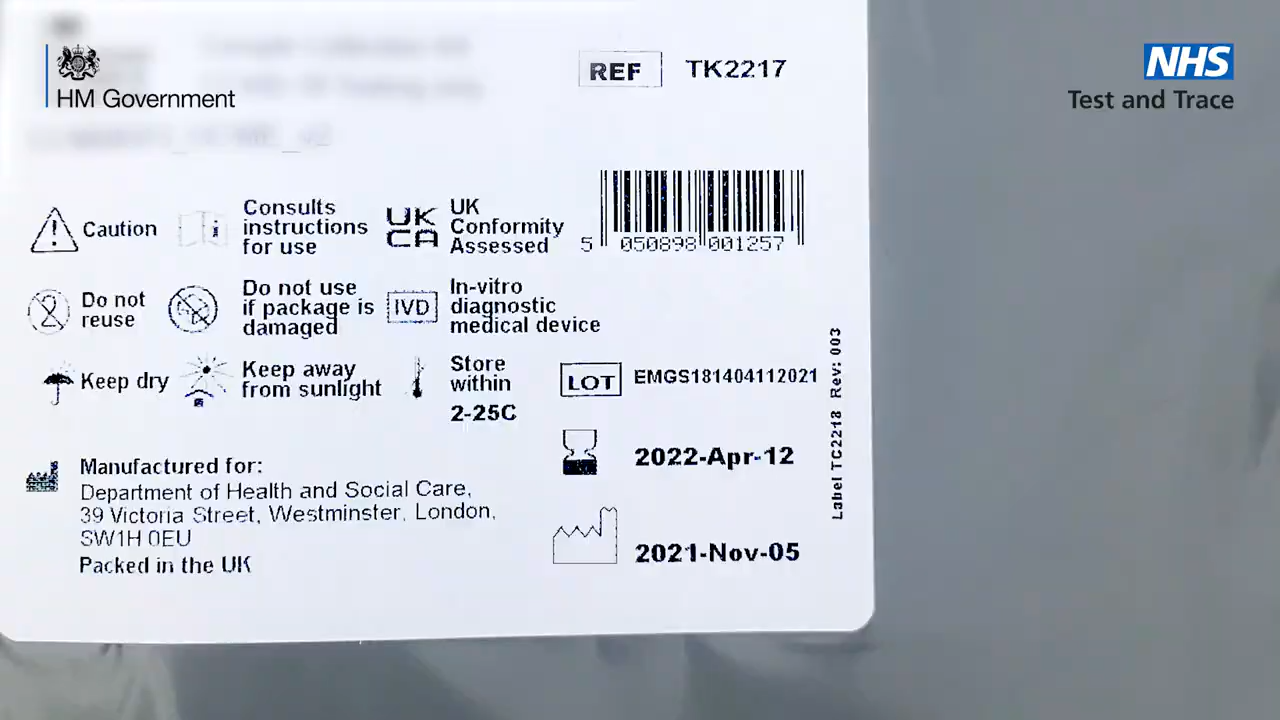 HM Government
NHS
Test and Trace
REF TK2217
Caution
Consults
instructions
for use
UK
CA
UK
Conformity
Assessed
5 050898 001257
Do not
reuse
Do not use
if package is
damaged
IVD
In-vitro
diagnostic
medical device
Keep dry
Keep away
from sunlight
Store
within
2-25C
LOT EMGS181404112021
2022-Apr-12
2021-Nov-05
Label TC2218 Rev: 003
Manufactured for:
Department of Health and Social Care,
39 Victoria Street, Westminster, London,
SW1H 0EU
Packed in the UK